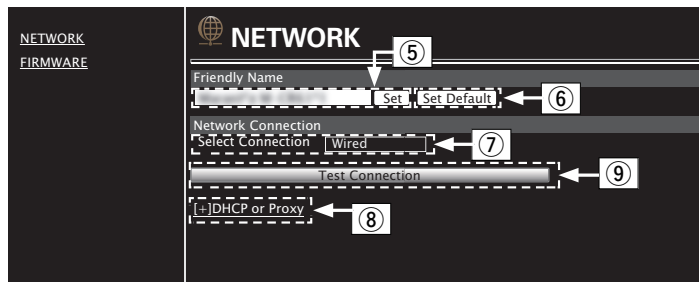 NETWORK
FIRMWARE
NETWORK
⑤
Friendly Name
Set Set Default ⑥
Network Connection
Select Connection Wired ⑦
Test Connection ⑨
[+]DHCP or Proxy ⑧